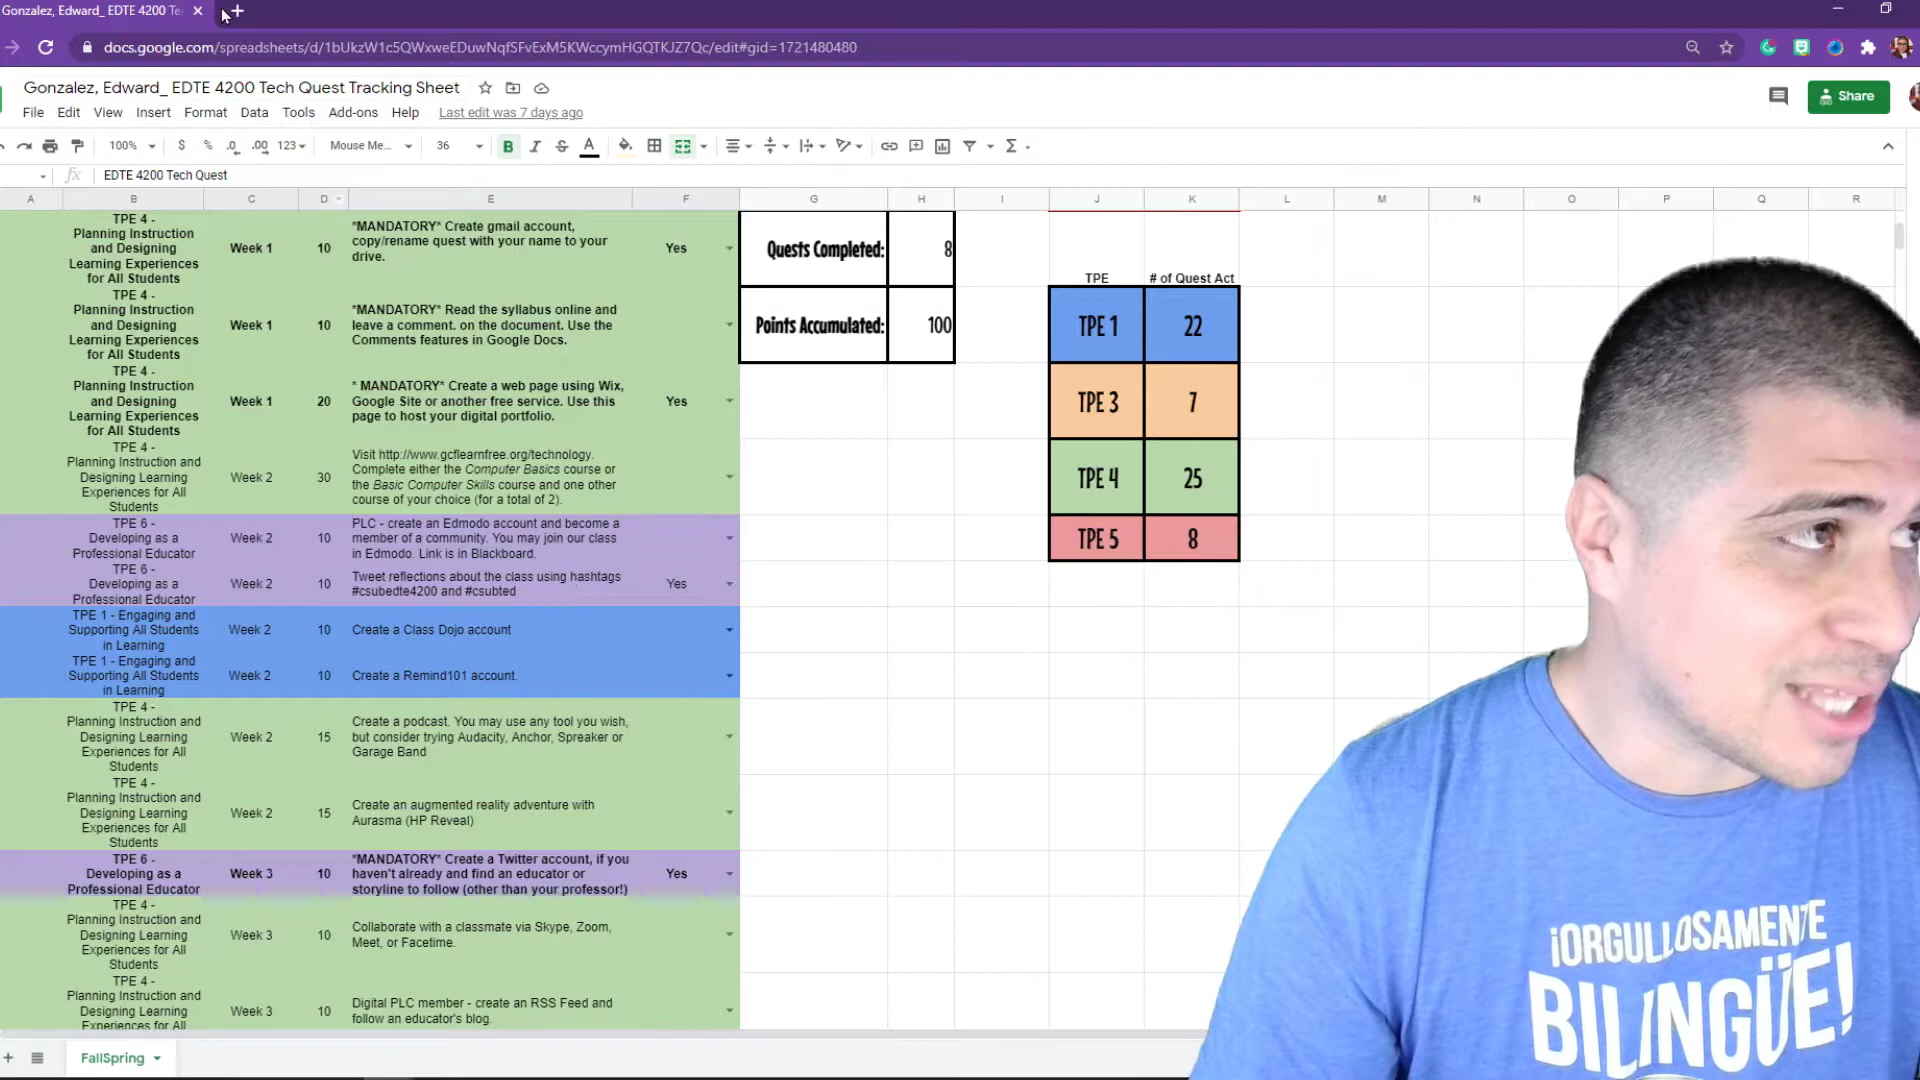 Gonzalez, Edward_ EDTE 4200 Te
docs.google.com/spreadsheets/d/1bUkzW1c5QWxweEDuwNqfSFvExM5KWccymHGQTKJZ7Qc/edit#gid=1721480480
Gonzalez, Edward_ EDTE 4200 Tech Quest Tracking Sheet
File Edit View Insert Format Data Tools Add-ons Help Last edit was 7 days ago
Share
100% $ % .0 .00 123 Mouse Me... 36 B I S A
fx EDTE 4200 Tech Quest
A B C D E F G H I J K L M N O P Q R
TPE 4 -
Planning Instruction
and Designing
Learning Experiences
for All Students
Week 1
10
*MANDATORY* Create gmail account,
copy/rename quest with your name to your
drive.
Yes
TPE 4 -
Planning Instruction
and Designing
Learning Experiences
for All Students
Week 1
10
*MANDATORY* Read the syllabus online and
leave a comment. on the document. Use the
Comments features in Google Docs.
TPE 4 -
Planning Instruction
and Designing
Learning Experiences
for All Students
Week 1
20
* MANDATORY* Create a web page using Wix,
Google Site or another free service. Use this
page to host your digital portfolio.
Yes
TPE 4 -
Planning Instruction and
Designing Learning
Experiences for All
Students
Week 2
30
Visit http://www.gcflearnfree.org/technology.
Complete either the Computer Basics course or
the Basic Computer Skills course and one other
course of your choice (for a total of 2).
TPE 6 -
Developing as a
Professional Educator
Week 2
10
PLC - create an Edmodo account and become a
member of a community. You may join our class
in Edmodo. Link is in Blackboard.
TPE 6 -
Developing as a
Professional Educator
Week 2
10
Tweet reflections about the class using hashtags
#csubedte4200 and #csubted
Yes
TPE 1 - Engaging and
Supporting All Students
in Learning
Week 2
10
Create a Class Dojo account
TPE 1 - Engaging and
Supporting All Students
in Learning
Week 2
10
Create a Remind101 account.
TPE 4 -
Planning Instruction and
Designing Learning
Experiences for All
Students
Week 2
15
Create a podcast. You may use any tool you wish,
but consider trying Audacity, Anchor, Spreaker or
Garage Band
TPE 4 -
Planning Instruction and
Designing Learning
Experiences for All
Students
Week 2
15
Create an augmented reality adventure with
Aurasma (HP Reveal)
TPE 6 -
Developing as a
Professional Educator
Week 3
10
*MANDATORY* Create a Twitter account, if you
haven't already and find an educator or
storyline to follow (other than your professor!)
Yes
TPE 4 -
Planning Instruction and
Designing Learning
Experiences for All
Students
Week 3
10
Collaborate with a classmate via Skype, Zoom,
Meet, or Facetime.
TPE 4 -
Planning Instruction and
Designing Learning
Experiences for All
Week 3
10
Digital PLC member - create an RSS Feed and
follow an educator's blog.
Quests Completed: 8
Points Accumulated: 100
TPE # of Quest Act
TPE 1 22
TPE 3 7
TPE 4 25
TPE 5 8
¡ORGULLOSAMENTE
BILINGÜE!
FallSpring